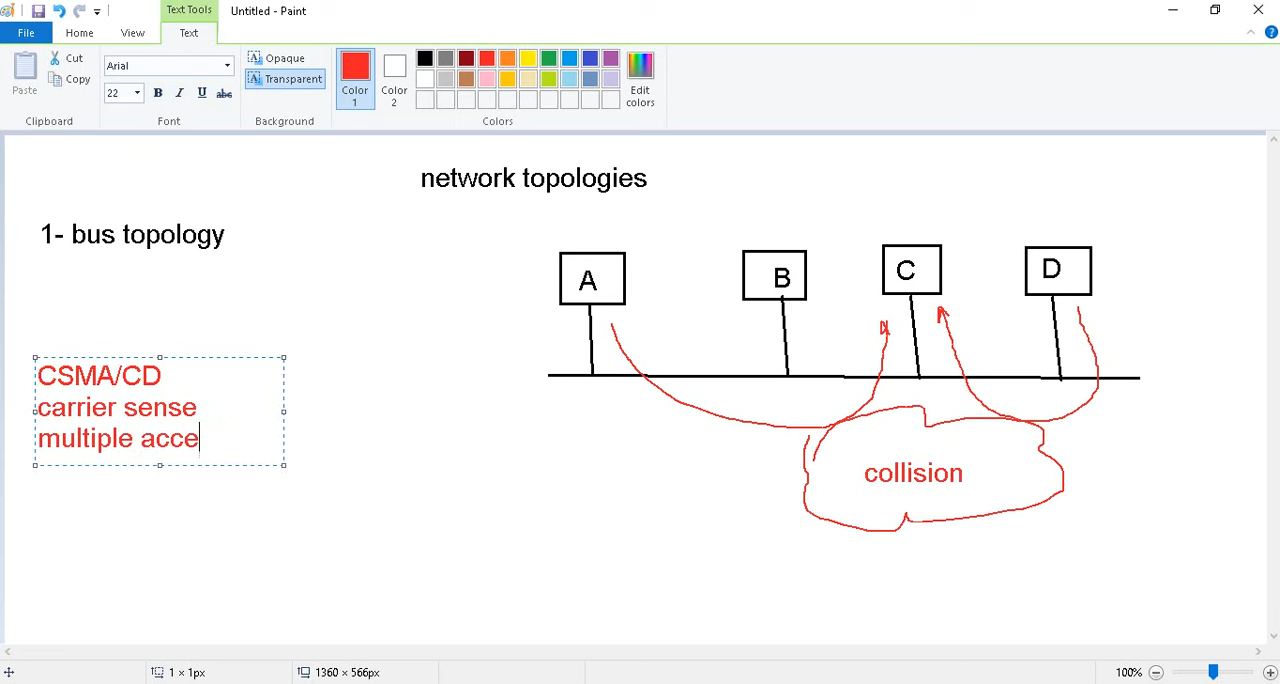 Text Tools
Untitled - Paint
File
Home
View
Text
Paste
Cut
Copy
Clipboard
Arial
22
B I U abc
Font
Opaque
Transparent
Background
Color 1
Color 2
Edit colors
Colors
network topologies
1- bus topology
A
B
C
D
CSMA/CD
carrier sense
multiple acce
collision
1 × 1px
1360 × 566px
100%